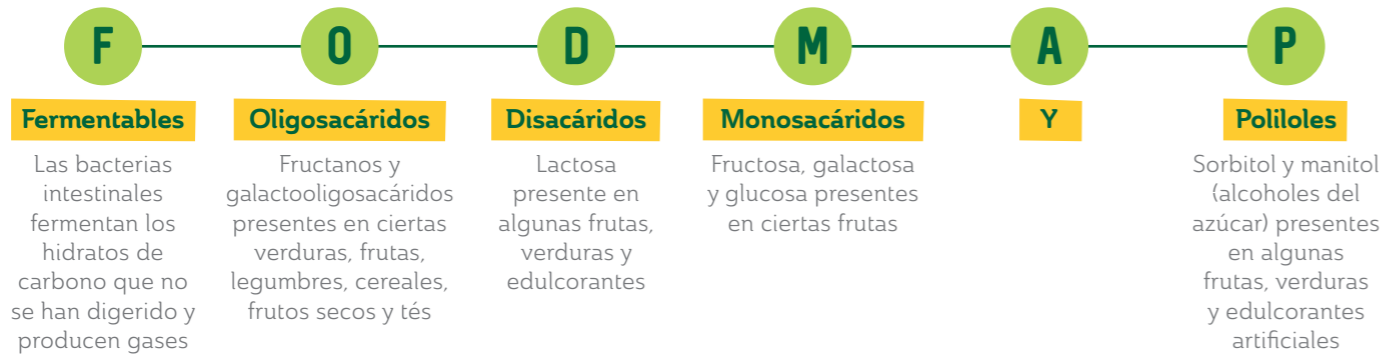 F
O
D
M
A
P
Fermentables
Las bacterias
intestinales
fermentan los
hidratos de
carbono que no
se han digerido y
producen gases
Oligosacáridos
Fructanos y
galactooligosacáridos
presentes en ciertas
verduras, frutas,
legumbres, cereales,
frutos secos y tés
Disacáridos
Lactosa
presente en
algunas frutas,
verduras y
edulcorantes
Monosacáridos
Fructosa, galactosa
y glucosa presentes
en ciertas frutas
Y
Poliloles
Sorbitol y manitol
(alcoholes del
azúcar) presentes
en algunas
frutas, verduras
y edulcorantes
artificiales